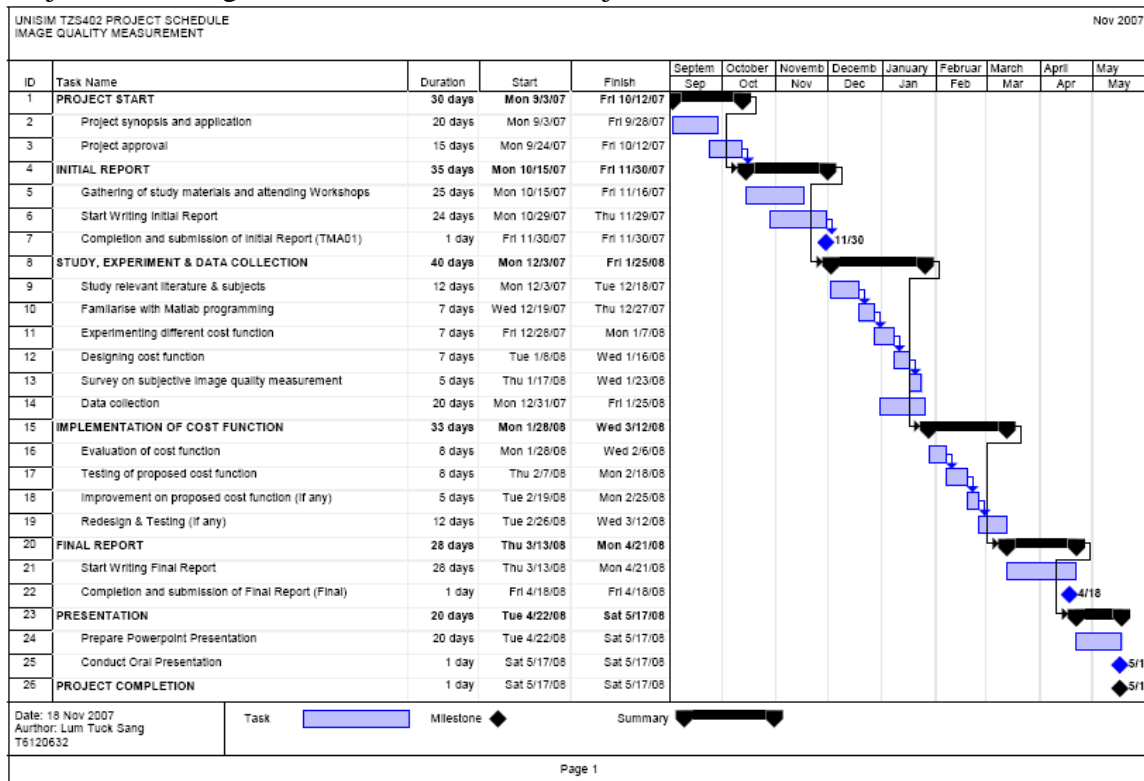 UNISIM TZS402 PROJECT SCHEDULE Nov 2007
IMAGE QUALITY MEASUREMENT
Septem October Novemb Decemb January Februar March April May
ID Task Name Duration Start Finish Sep Oct Nov Dec Jan Feb Mar Apr May
1 PROJECT START 30 days Mon 9/3/07 Fri 10/12/07
2 Project synopsis and application 20 days Mon 9/3/07 Fri 9/28/07
3 Project approval 15 days Mon 9/24/07 Fri 10/12/07
4 INITIAL REPORT 35 days Mon 10/15/07 Fri 11/30/07
5 Gathering of study materials and attending Workshops 25 days Mon 10/15/07 Fri 11/16/07
6 Start Writing Initial Report 24 days Mon 10/29/07 Thu 11/29/07
7 Completion and submission of Initial Report (TMA01) 1 day Fri 11/30/07 Fri 11/30/07 11/30
8 STUDY, EXPERIMENT & DATA COLLECTION 40 days Mon 12/3/07 Fri 1/25/08
9 Study relevant literature & subjects 12 days Mon 12/3/07 Tue 12/18/07
10 Familarise with Matlab programming 7 days Wed 12/19/07 Thu 12/27/07
11 Experimenting different cost function 7 days Fri 12/28/07 Mon 1/7/08
12 Designing cost function 7 days Tue 1/8/08 Wed 1/16/08
13 Survey on subjective image quality measurement 5 days Thu 1/17/08 Wed 1/23/08
14 Data collection 20 days Mon 12/31/07 Fri 1/25/08
15 IMPLEMENTATION OF COST FUNCTION 33 days Mon 1/28/08 Wed 3/12/08
16 Evaluation of cost function 8 days Mon 1/28/08 Wed 2/6/08
17 Testing of proposed cost function 8 days Thu 2/7/08 Mon 2/18/08
18 Improvement on proposed cost function (if any) 5 days Tue 2/19/08 Mon 2/25/08
19 Redesign & Testing (if any) 12 days Tue 2/26/08 Wed 3/12/08
20 FINAL REPORT 28 days Thu 3/13/08 Mon 4/21/08
21 Start Writing Final Report 28 days Thu 3/13/08 Mon 4/21/08
22 Completion and submission of Final Report (Final) 1 day Fri 4/18/08 Fri 4/18/08 4/18
23 PRESENTATION 20 days Tue 4/22/08 Sat 5/17/08
24 Prepare Powerpoint Presentation 20 days Tue 4/22/08 Sat 5/17/08
25 Conduct Oral Presentation 1 day Sat 5/17/08 Sat 5/17/08 5/1
26 PROJECT COMPLETION 1 day Sat 5/17/08 Sat 5/17/08 5/1
Date: 18 Nov 2007
Aurthor: Lum Tuck Sang
T6120632
Task Milestone Summary
Page 1